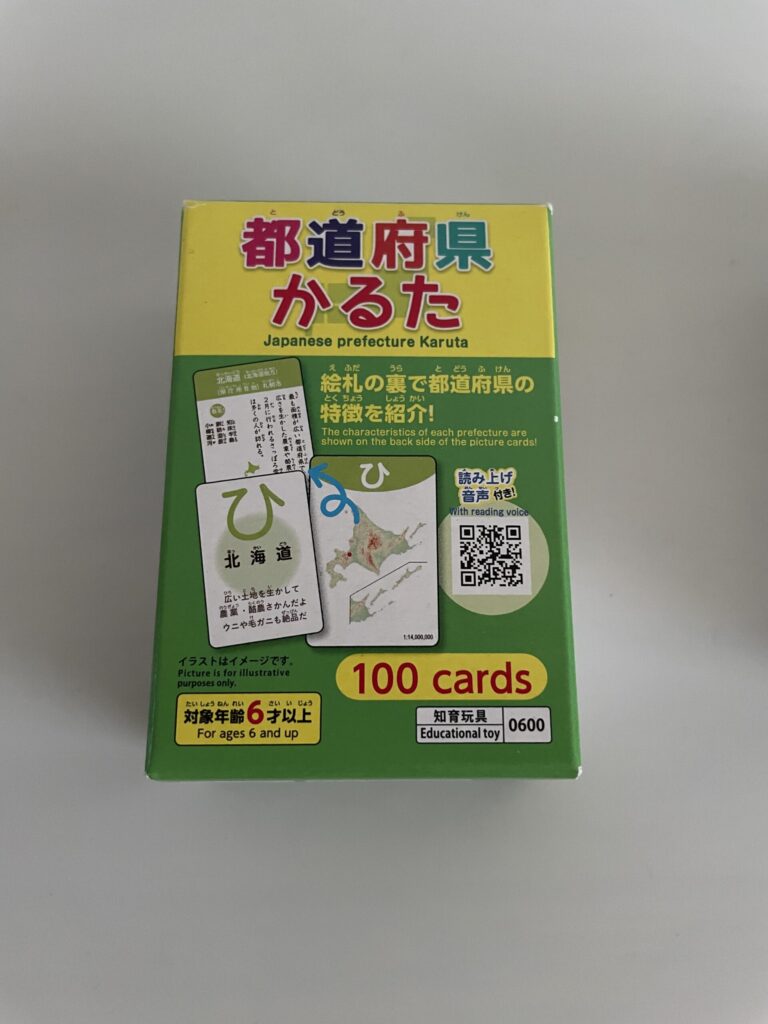 都道府県
かるた
Japanese prefecture Karuta
絵札の裏で都道府県の
特徴を紹介!
The characteristics of each prefecture are
shown on the back side of the picture cards!
北海道
ひ
ひ
北海道
広い土地を生かして
農業・酪農さかんだよ
ウニや毛ガニも絶品だ
1:14,000,000
読み上げ
音声付き!
With reading voice
イラストはイメージです。
Picture is for illustrative
purposes only.
100 cards
対象年齢6才以上
For ages 6 and up
知育玩具
Educational toy
0600